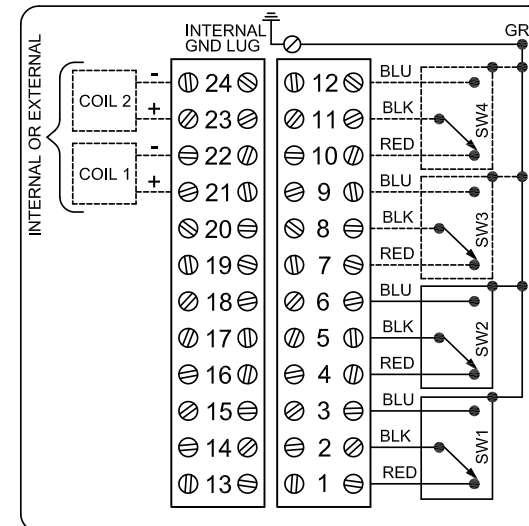 INTERNAL
GND LUG
GR
INTERNAL OR EXTERNAL
COIL 2
-
+
COIL 1
-
+
24
23
22
21
20
19
18
17
16
15
14
13
12
11
10
9
8
7
6
5
4
3
2
1
BLU
BLK
RED
SW4
BLU
BLK
RED
SW3
BLU
BLK
RED
SW2
BLU
BLK
RED
SW1